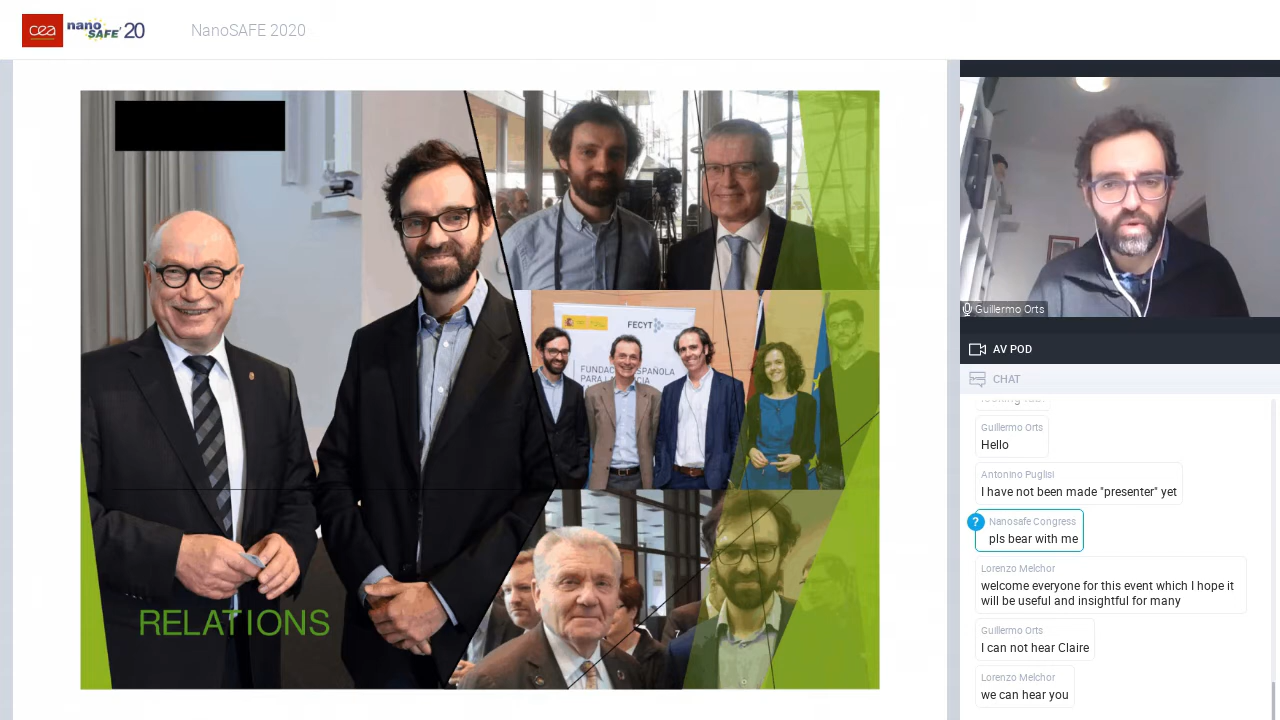 cea nano SAFE' 20
NanoSAFE 2020
FECYT
FUNDACIÓN ESPAÑOLA
PARA LA CIENCIA
RELATIONS
Guillermo Orts
AV POD
CHAT
Guillermo Orts
Hello
Antonino Puglisi
I have not been made "presenter" yet
?
Nanosafe Congress
pls bear with me
Lorenzo Melchor
welcome everyone for this event which I hope it
will be useful and insightful for many
Guillermo Orts
I can not hear Claire
Lorenzo Melchor
we can hear you